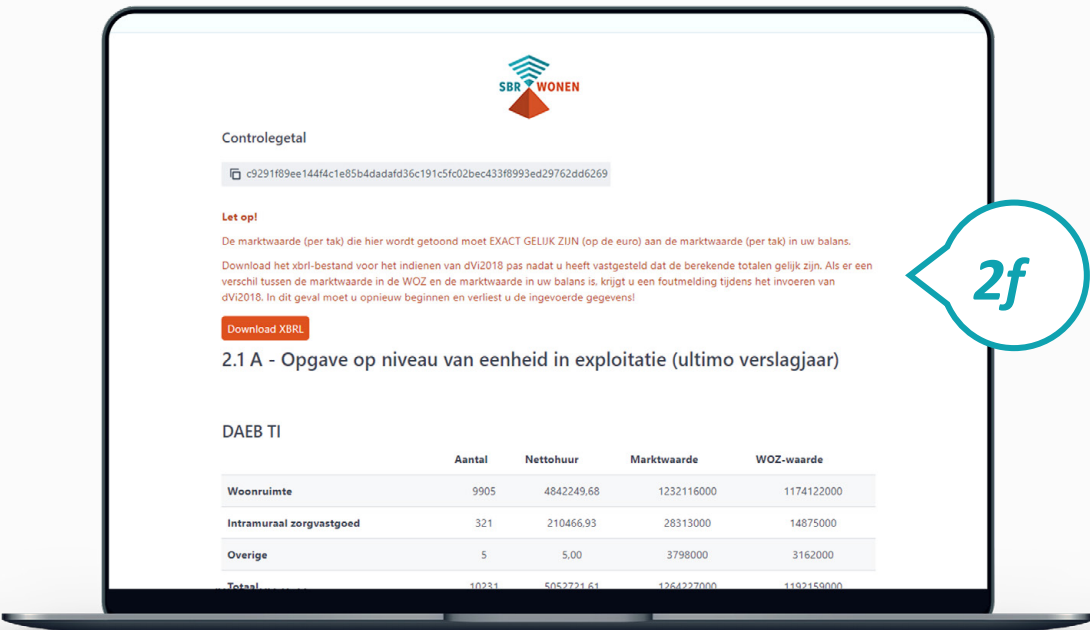 SBR WONEN
Controlegetal
c9291f89ee144f4c1e85b4dadafd36c191c5fc02bec433f8993ed29762dd6269
Let op!
De marktwaarde (per tak) die hier wordt getoond moet EXACT GELIJK ZIJN (op de euro) aan de marktwaarde (per tak) in uw balans.
Download het xbrl-bestand voor het indienen van dVi2018 pas nadat u heeft vastgesteld dat de berekende totalen gelijk zijn. Als er een
verschil tussen de marktwaarde in de WOZ en de marktwaarde in uw balans is, krijgt u een foutmelding tijdens het invoeren van
dVi2018. In dit geval moet u opnieuw beginnen en verliest u de ingevoerde gegevens!
2f
Download XBRL
2.1 A - Opgave op niveau van eenheid in exploitatie (ultimo verslagjaar)
DAEB TI
Aantal Nettohuur Marktwaarde WOZ-waarde
Woonruimte 9905 4842249,68 1232116000 1174122000
Intramuraal zorgvastgoed 321 210466,93 28313000 14875000
Overige 5 5,00 3798000 3162000
Totaal 10231 5052721,61 1264227000 1192159000